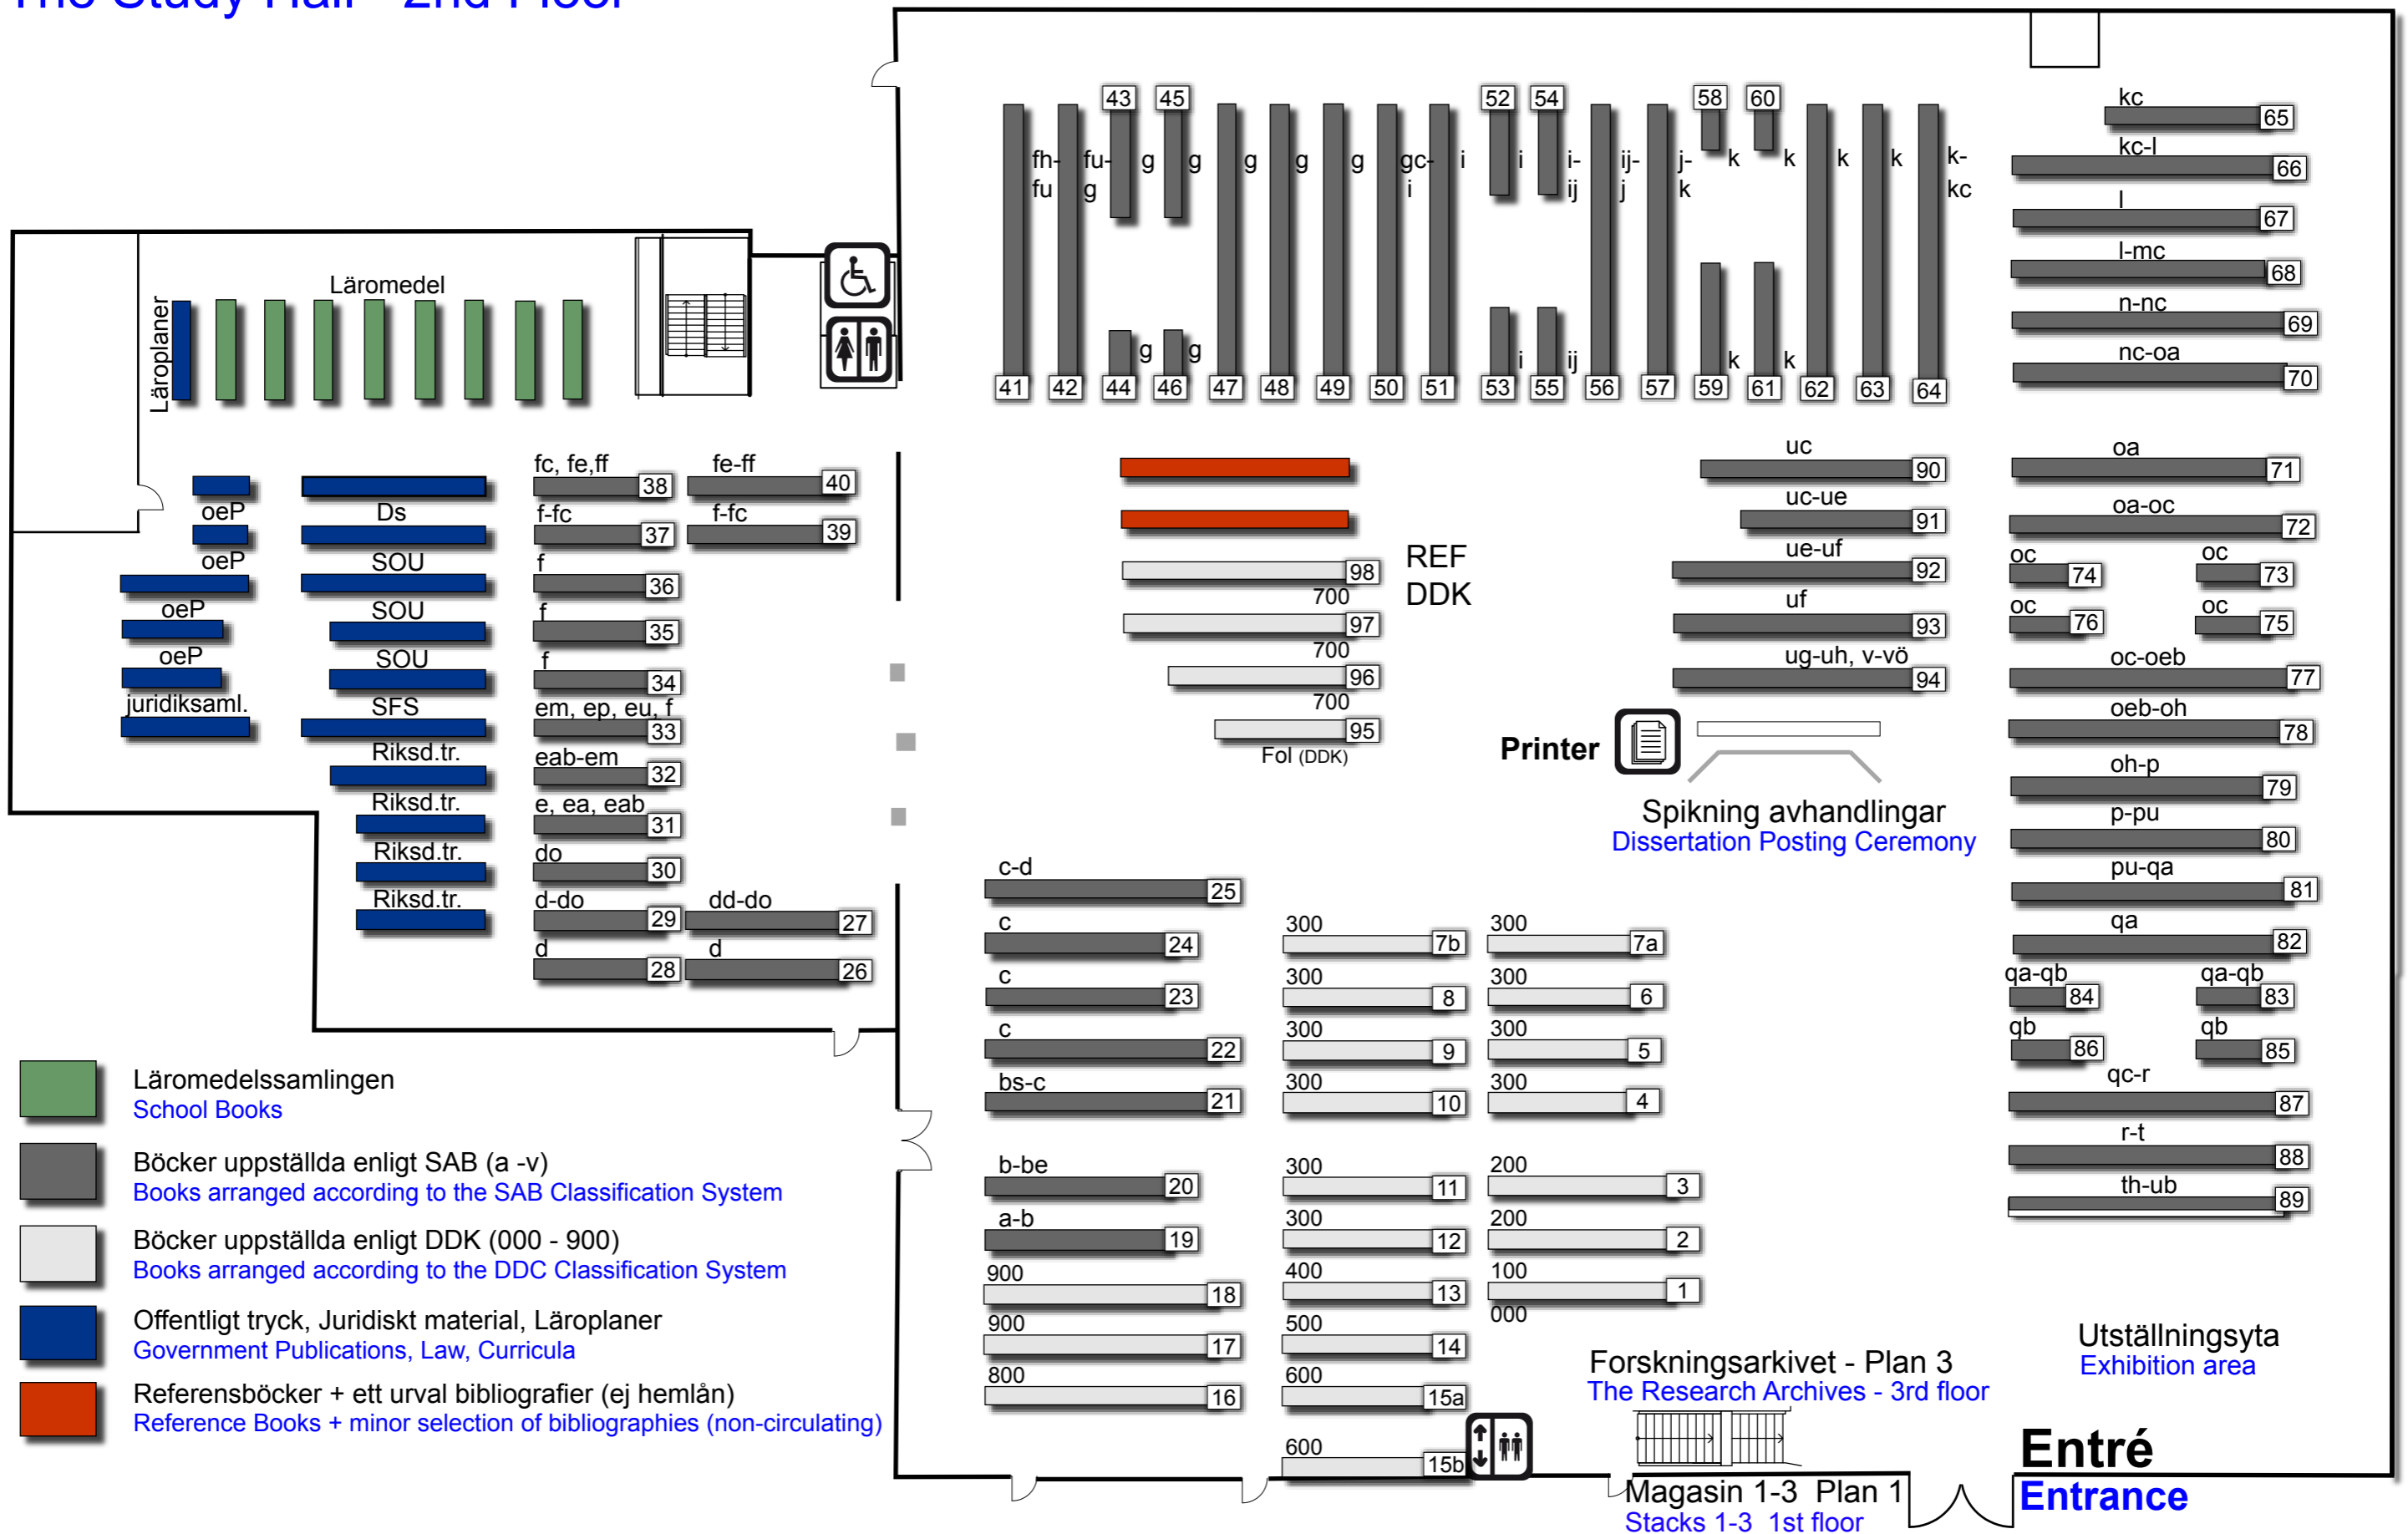 The Study Hall - 2nd Floor
43 45 52 54 58 60
fh-fu fu-g g g g g g gc-i i i i-ij ij-j j-k k k k k k-kc
g g i ij k k
41 42 44 46 47 48 49 50 51 53 55 56 57 59 61 62 63 64
kc
65
kc-l
66
l
67
l-mc
68
n-nc
69
nc-oa
70
Läromedel
Läroplaner
oeP
oeP
oeP
oeP
juridiksaml.
Ds
SOU
SOU
SOU
SFS
Riksd.tr.
Riksd.tr.
Riksd.tr.
Riksd.tr.
fc, fe,ff
38
fe-ff
40
f-fc
37
f-fc
39
f
36
f
35
f
34
em, ep, eu, f
33
eab-em
32
e, ea, eab
31
do
30
d-do
29
dd-do
27
d
28
d
26
98
700
97
700
96
700
95
Fol (DDK)
REF
DDK
uc
90
uc-ue
91
ue-uf
92
uf
93
ug-uh, v-vö
94
Printer
Spikning avhandlingar
Dissertation Posting Ceremony
oa
71
oa-oc
72
oc
74
oc
73
oc
76
oc
75
oc-oeb
77
oeb-oh
78
oh-p
79
p-pu
80
pu-qa
81
qa
82
qa-qb
84
qa-qb
83
qb
86
qb
85
qc-r
87
r-t
88
th-ub
89
c-d
25
c
24
c
23
c
22
bs-c
21
b-be
20
a-b
19
900
18
900
17
800
16
300
7b
300
8
300
9
300
10
300
11
300
12
400
13
500
14
600
15a
600
15b
300
7a
300
6
300
5
300
4
200
3
200
2
100
1
000
Läromedelssamlingen
School Books
Böcker uppställda enligt SAB (a -v)
Books arranged according to the SAB Classification System
Böcker uppställda enligt DDK (000 - 900)
Books arranged according to the DDC Classification System
Offentligt tryck, Juridiskt material, Läroplaner
Government Publications, Law, Curricula
Referensböcker + ett urval bibliografier (ej hemlån)
Reference Books + minor selection of bibliographies (non-circulating)
Forskningsarkivet - Plan 3
The Research Archives - 3rd floor
Utställningsyta
Exhibition area
Entré
Entrance
Magasin 1-3 Plan 1
Stacks 1-3 1st floor